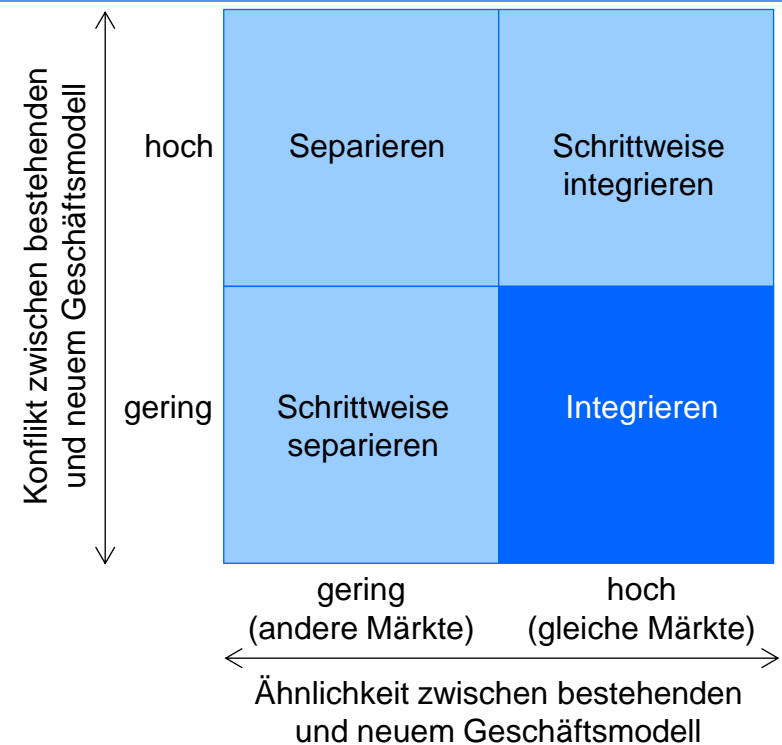 Konflikt zwischen bestehenden
und neuem Geschäftsmodell
hoch
Separieren
Schrittweise
integrieren
gering
Schrittweise
separieren
Integrieren
gering
(andere Märkte)
hoch
(gleiche Märkte)
Ähnlichkeit zwischen bestehenden
und neuem Geschäftsmodell